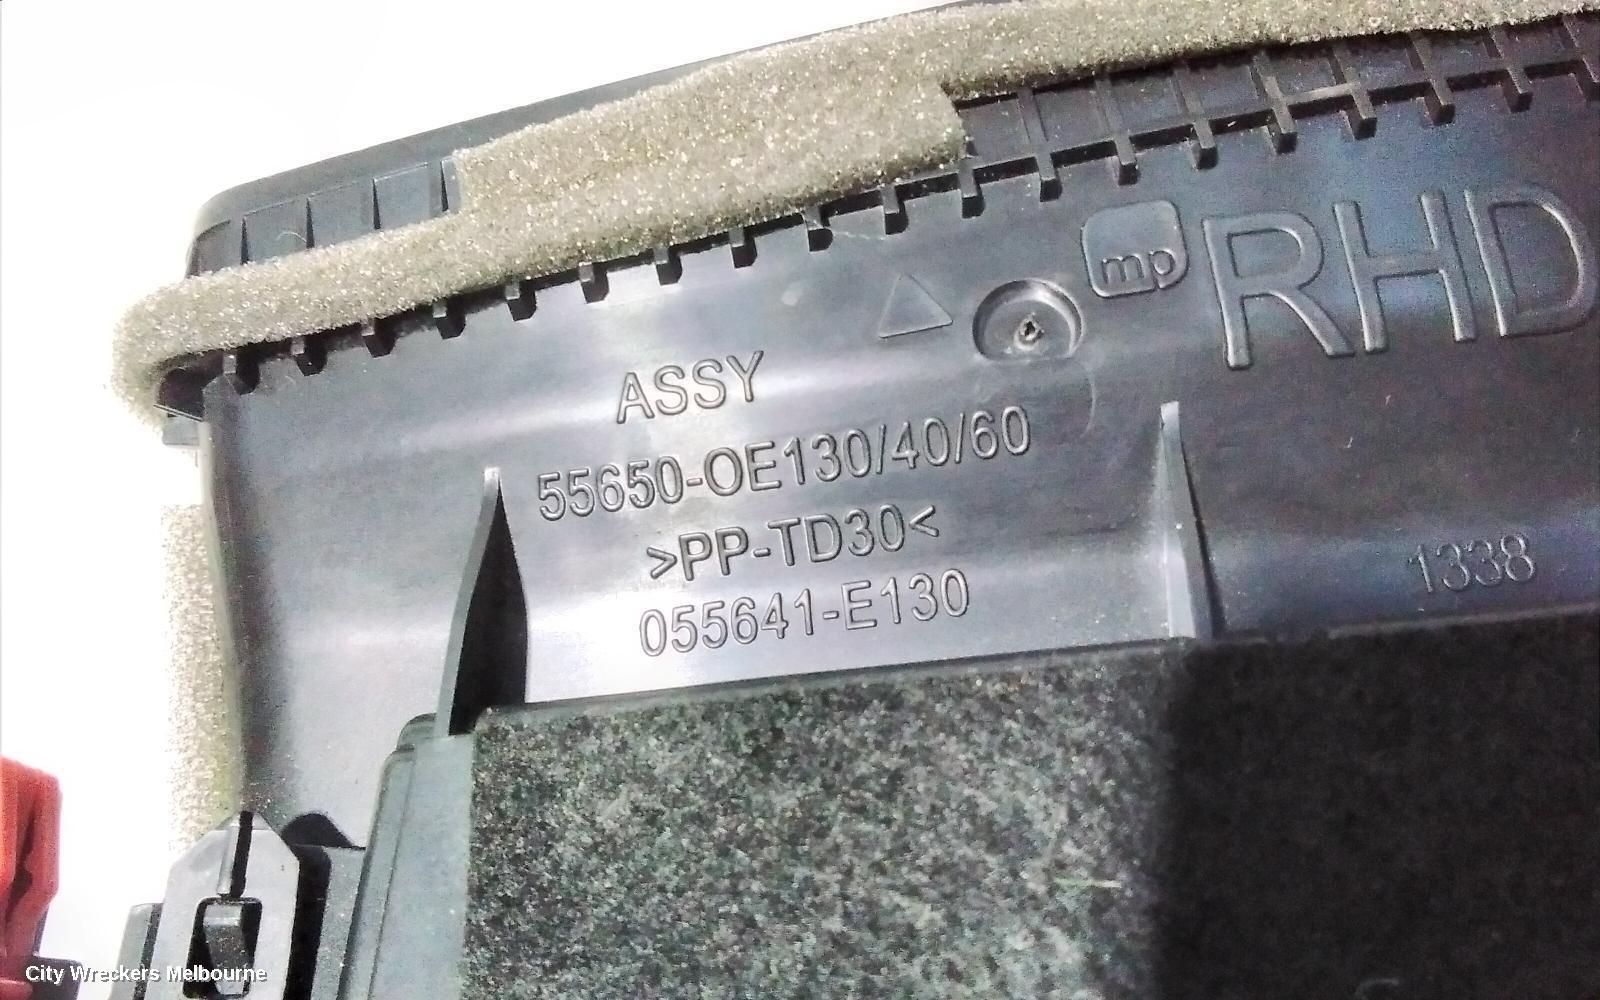 mp
RHD
ASSY
55650-OE130/40/60
>PP-TD30<
055641-E130
1338
City Wreckers Melbourne